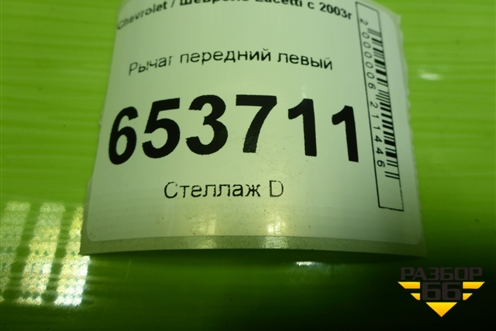 Chevrolet / Шевроле Lacetti с 2003г
Рычаг передний левый
653711
Стеллаж D
2000006211446
РАЗБОР
66